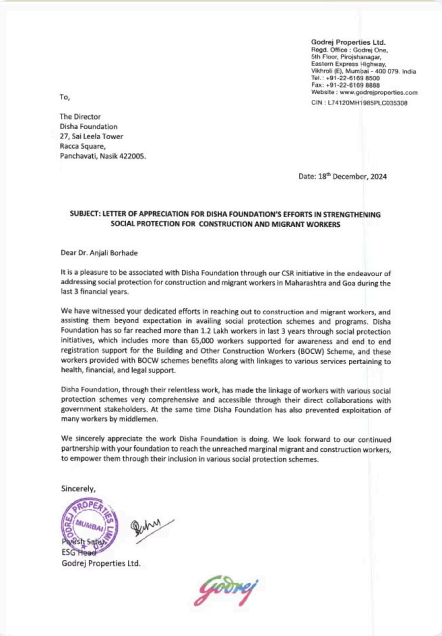 Godrej Properties Ltd.
Regd. Office : Godrej One,
5th Floor, Pirojshanagar,
Eastern Express Highway,
Vikhroli (E), Mumbai - 400 079. India
Tel.: +91-22-6169 8500
Fax: +91-22-6169 8888
Website : www.godrejproperties.com
CIN : L74120MH1985PLC035308
To,
The Director
Disha Foundation
27, Sai Leela Tower
Racca Square,
Panchavati, Nasik 422005.
Date: 18th December, 2024
SUBJECT: LETTER OF APPRECIATION FOR DISHA FOUNDATION'S EFFORTS IN STRENGTHENING
SOCIAL PROTECTION FOR CONSTRUCTION AND MIGRANT WORKERS
Dear Dr. Anjali Borhade
It is a pleasure to be associated with Disha Foundation through our CSR initiative in the endeavour of
addressing social protection for construction and migrant workers in Maharashtra and Goa during the
last 3 financial years.
We have witnessed your dedicated efforts in reaching out to construction and migrant workers, and
assisting them beyond expectation in availing social protection schemes and programs. Disha
Foundation has so far reached more than 1.2 Lakh workers in last 3 years through social protection
initiatives, which includes more than 65,000 workers supported for awareness and end to end
registration support for the Building and Other Construction Workers (BOCW) Scheme, and these
workers provided with BOCW schemes benefits along with linkages to various services pertaining to
health, financial, and legal support.
Disha Foundation, through their relentless work, has made the linkage of workers with various social
protection schemes very comprehensive and accessible through their direct collaborations with
government stakeholders. At the same time Disha Foundation has also prevented exploitation of
many workers by middlemen.
We sincerely appreciate the work Disha Foundation is doing. We look forward to our continued
partnership with your foundation to reach the unreached marginal migrant and construction workers,
to empower them through their inclusion in various social protection schemes.
Sincerely,
GODREJ PROPERTIES LIMITED
MUMBAI
ESG Head
Godrej Properties Ltd.
Godrej